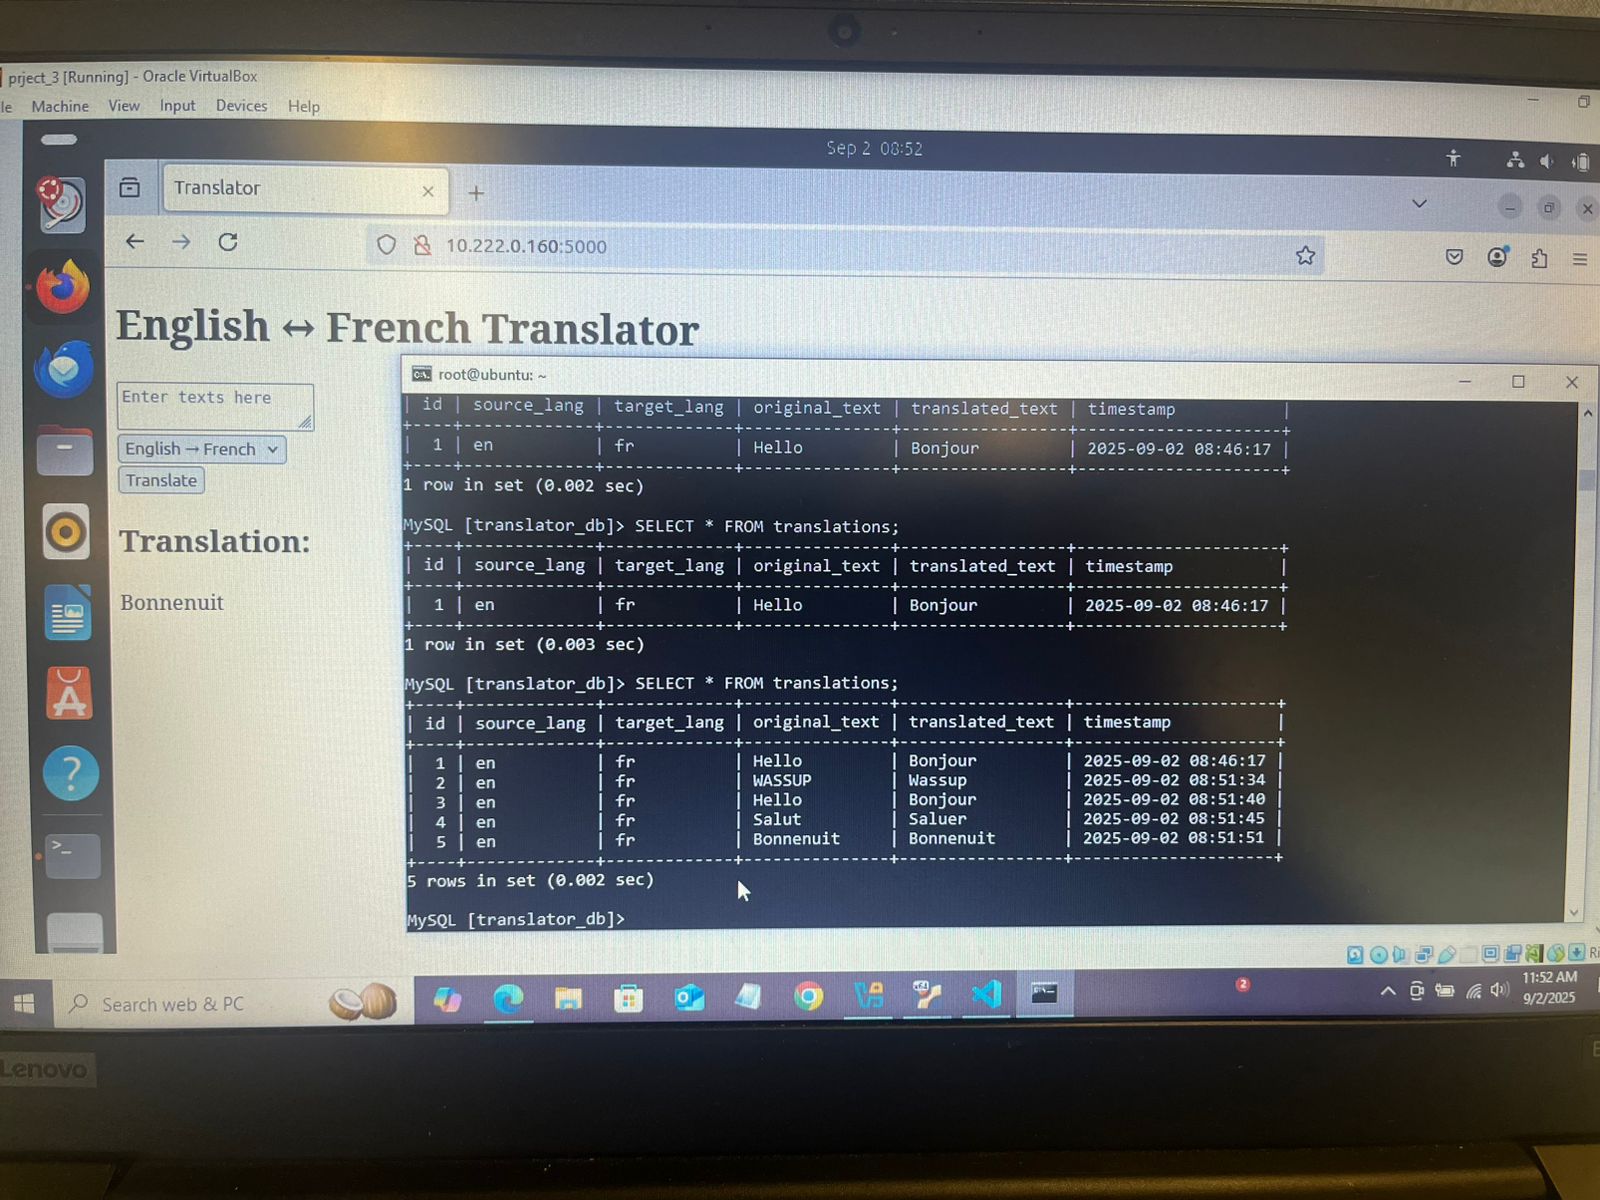 prject_3 [Running] - Oracle VirtualBox
le Machine View Input Devices Help
Sep 2 08:52
Translator
10.222.0.160:5000
English ↔ French Translator
Enter texts here
English → French
Translate
Translation:
Bonnenuit
root@ubuntu: ~
| id | source_lang | target_lang | original_text | translated_text | timestamp |
+----+-------------+-------------+---------------+-----------------+---------------------+
| 1 | en | fr | Hello | Bonjour | 2025-09-02 08:46:17 |
+----+-------------+-------------+---------------+-----------------+---------------------+
1 row in set (0.002 sec)
MySQL [translator_db]> SELECT * FROM translations;
+----+-------------+-------------+---------------+-----------------+---------------------+
| id | source_lang | target_lang | original_text | translated_text | timestamp |
+----+-------------+-------------+---------------+-----------------+---------------------+
| 1 | en | fr | Hello | Bonjour | 2025-09-02 08:46:17 |
+----+-------------+-------------+---------------+-----------------+---------------------+
1 row in set (0.003 sec)
MySQL [translator_db]> SELECT * FROM translations;
+----+-------------+-------------+---------------+-----------------+---------------------+
| id | source_lang | target_lang | original_text | translated_text | timestamp |
+----+-------------+-------------+---------------+-----------------+---------------------+
| 1 | en | fr | Hello | Bonjour | 2025-09-02 08:46:17 |
| 2 | en | fr | WASSUP | Wassup | 2025-09-02 08:51:34 |
| 3 | en | fr | Hello | Bonjour | 2025-09-02 08:51:40 |
| 4 | en | fr | Salut | Saluer | 2025-09-02 08:51:45 |
| 5 | en | fr | Bonnenuit | Bonnenuit | 2025-09-02 08:51:51 |
+----+-------------+-------------+---------------+-----------------+---------------------+
5 rows in set (0.002 sec)
MySQL [translator_db]>
Ri
Search web & PC
2
11:52 AM
9/2/2025
Lenovo